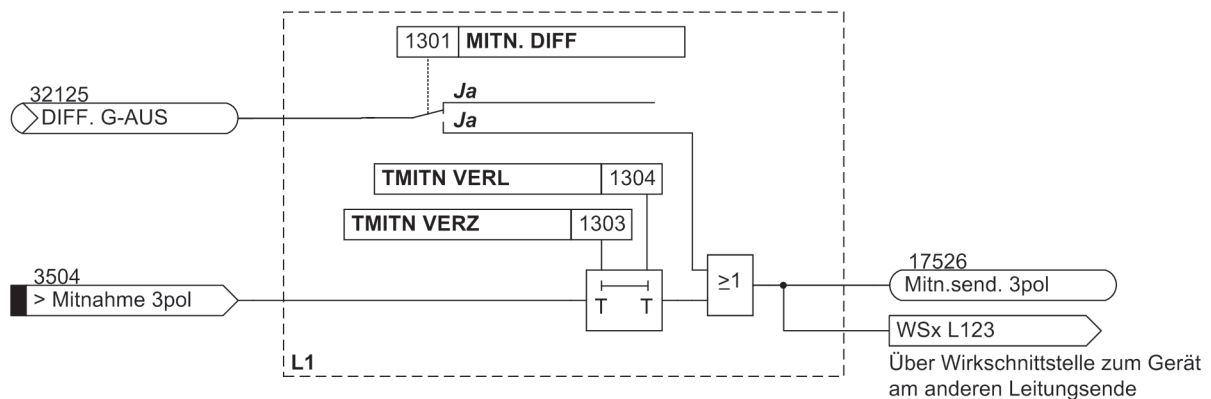 1301 MITN. DIFF
32125
DIFF. G-AUS
Ja
Ja
TMITN VERL 1304
TMITN VERZ 1303
3504
> Mitnahme 3pol
T T
≥1
17526
Mitn.send. 3pol
WSx L123
L1
Über Wirkschnittstelle zum Gerät
am anderen Leitungsende